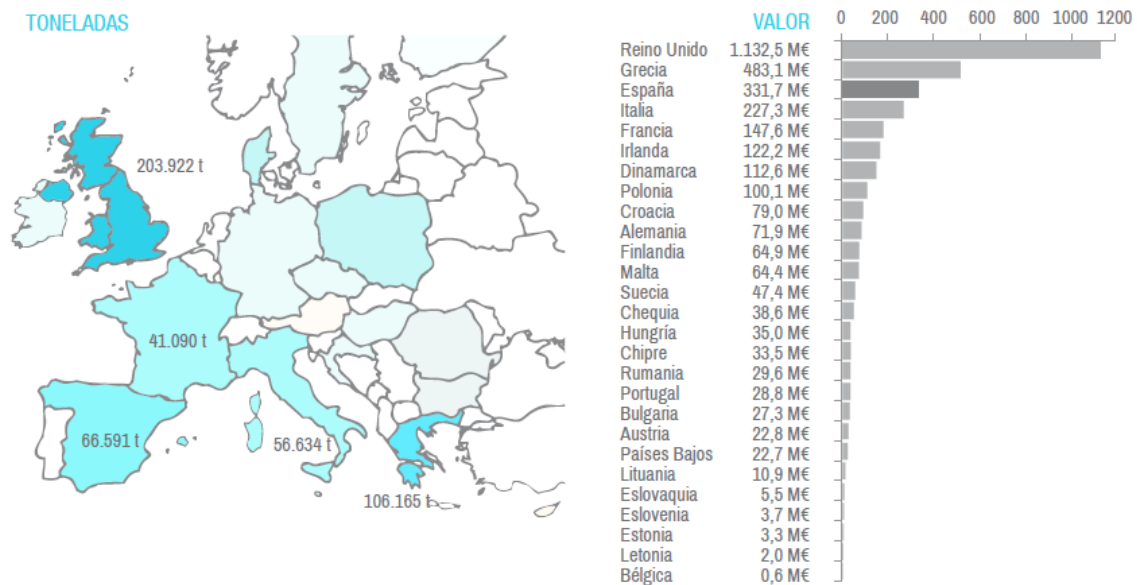 TONELADAS
203.922 t
41.090 t
66.591 t
56.634 t
106.165 t
VALOR 0 200 400 600 800 1000 1200
Reino Unido 1.132,5 M€
Grecia 483,1 M€
España 331,7 M€
Italia 227,3 M€
Francia 147,6 M€
Irlanda 122,2 M€
Dinamarca 112,6 M€
Polonia 100,1 M€
Croacia 79,0 M€
Alemania 71,9 M€
Finlandia 64,9 M€
Malta 64,4 M€
Suecia 47,4 M€
Chequia 38,6 M€
Hungría 35,0 M€
Chipre 33,5 M€
Rumania 29,6 M€
Portugal 28,8 M€
Bulgaria 27,3 M€
Austria 22,8 M€
Países Bajos 22,7 M€
Lituania 10,9 M€
Eslovaquia 5,5 M€
Eslovenia 3,7 M€
Estonia 3,3 M€
Letonia 2,0 M€
Bélgica 0,6 M€